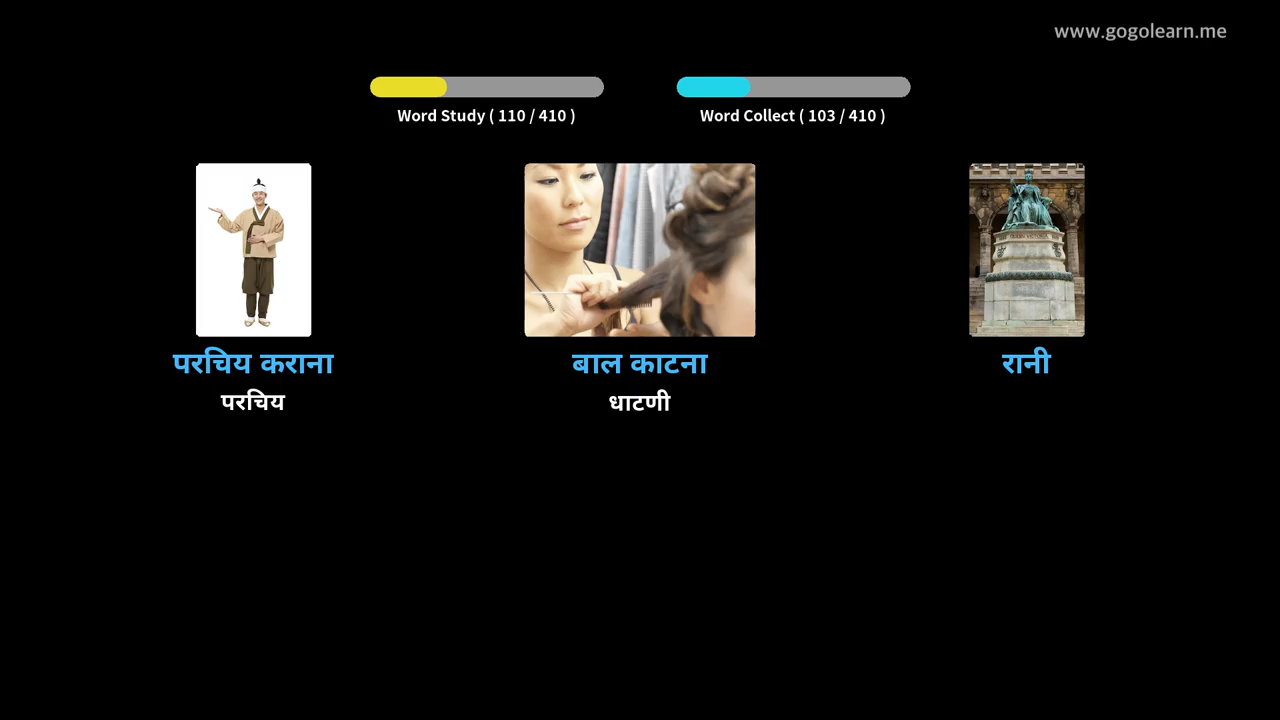 www.gogolearn.me
Word Study ( 110 / 410 )
Word Collect ( 103 / 410 )
परिचय कराना
बाल काटना
रानी
परिचय
धाटणी